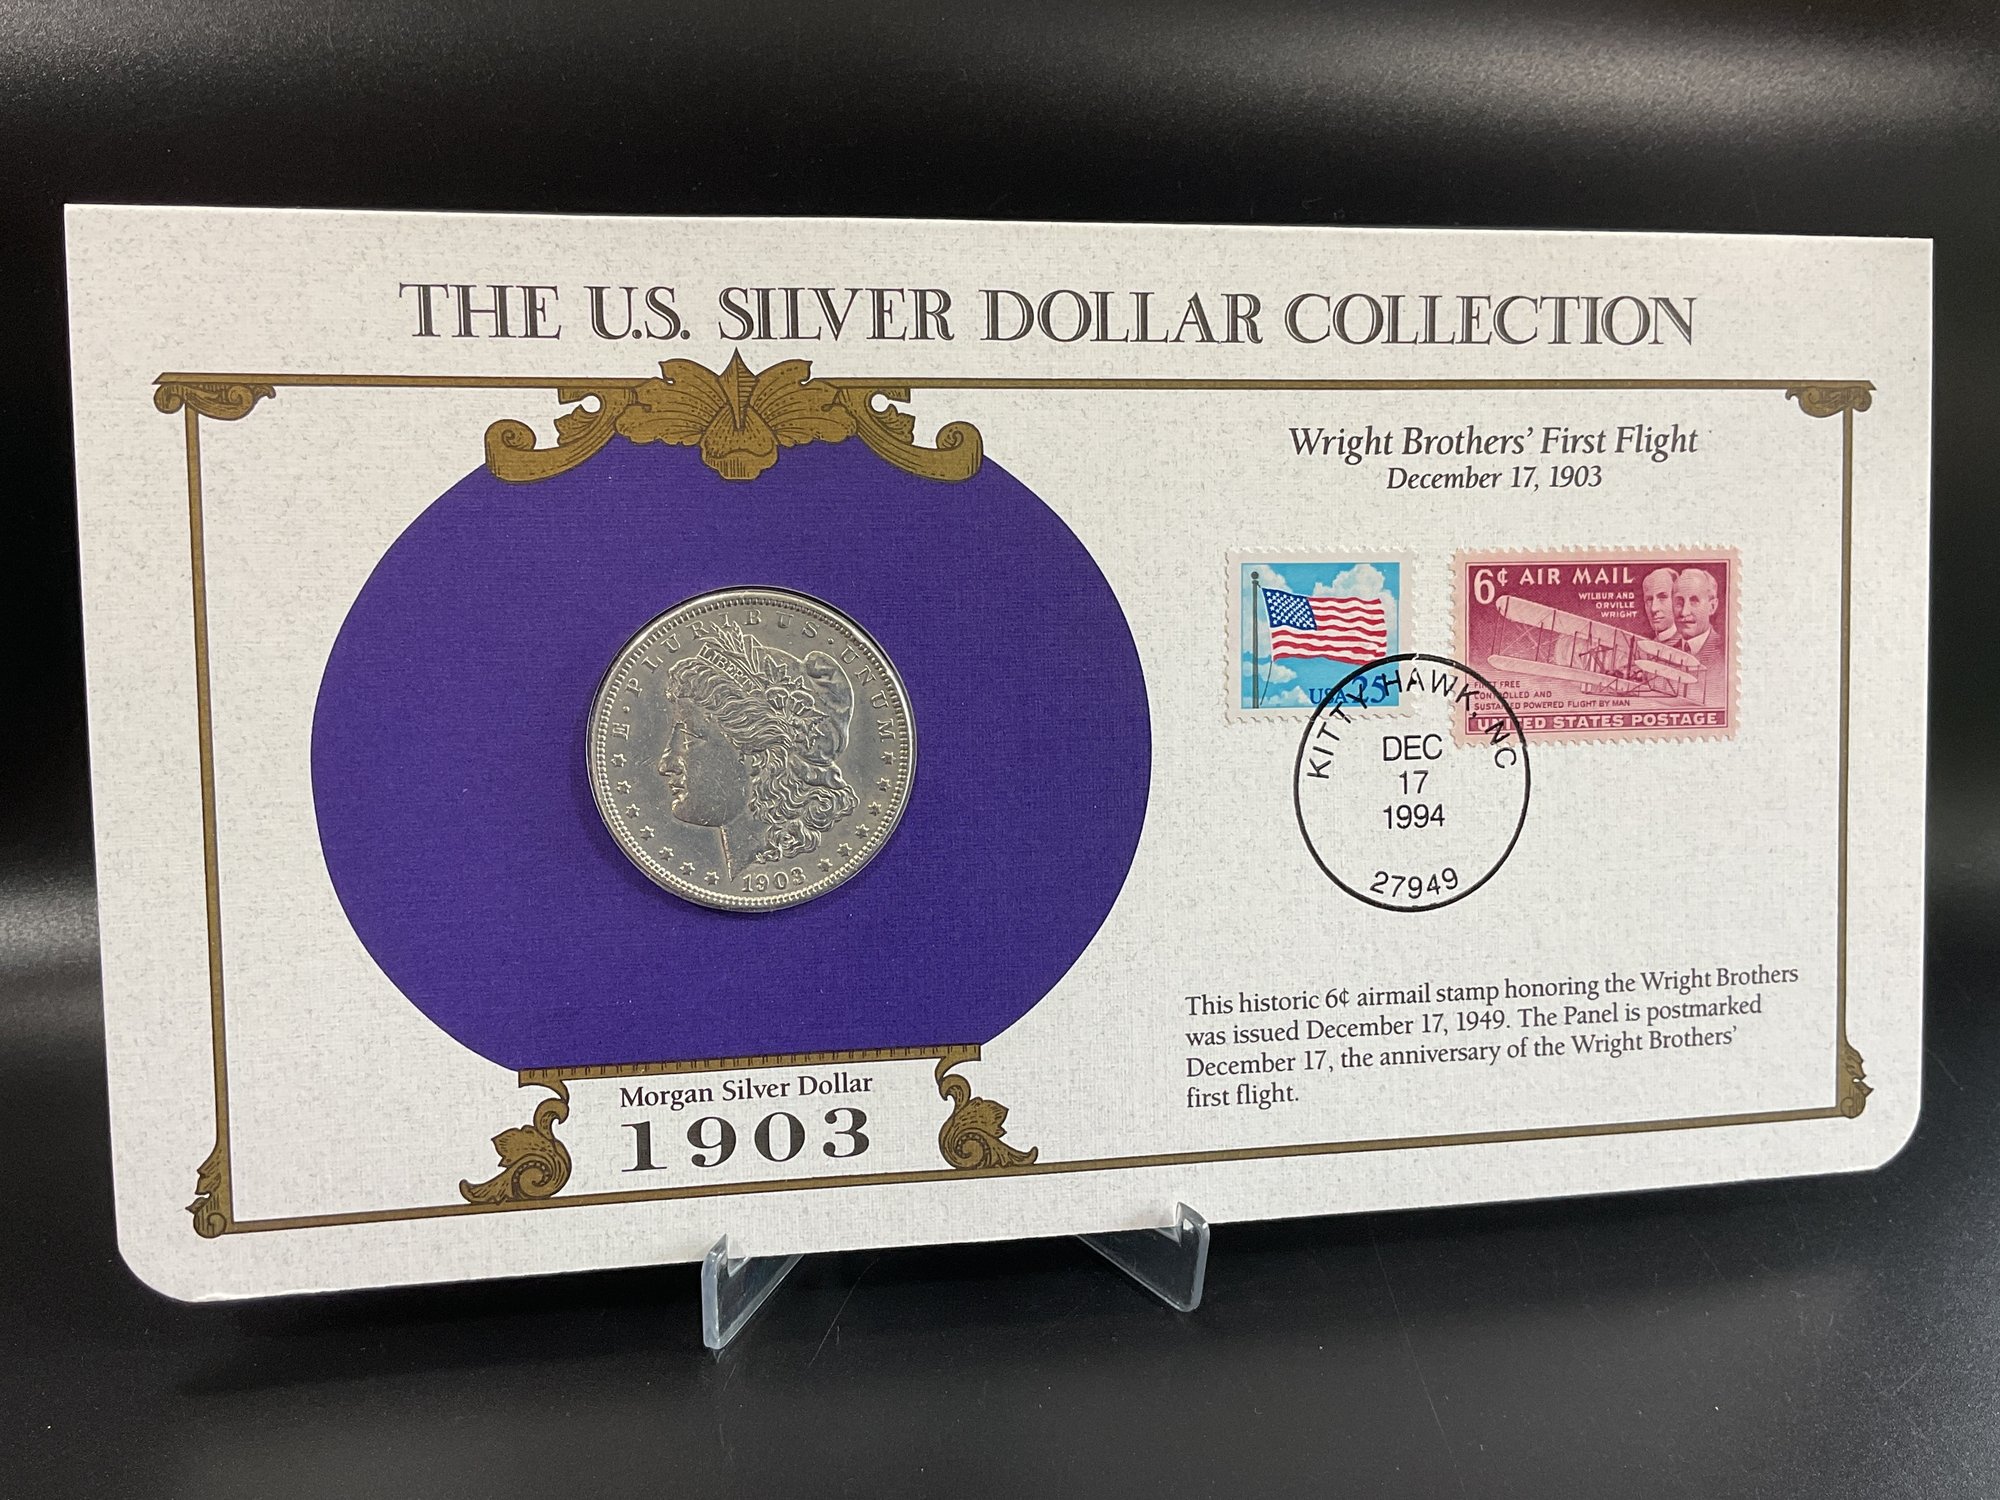 THE U.S. SILVER DOLLAR COLLECTION
E·PLURIBUS·UNUM
LIBERTY
1903
Morgan Silver Dollar
1903
Wright Brothers' First Flight
December 17, 1903
USA 25
6¢ AIR MAIL
WILBUR AND
ORVILLE
WRIGHT
FIRST FREE
CONTROLLED AND
SUSTAINED POWERED FLIGHT BY MAN
UNITED STATES POSTAGE
KITTY HAWK, NC
DEC
17
1994
27949
This historic 6¢ airmail stamp honoring the Wright Brothers
was issued December 17, 1949. The Panel is postmarked
December 17, the anniversary of the Wright Brothers'
first flight.